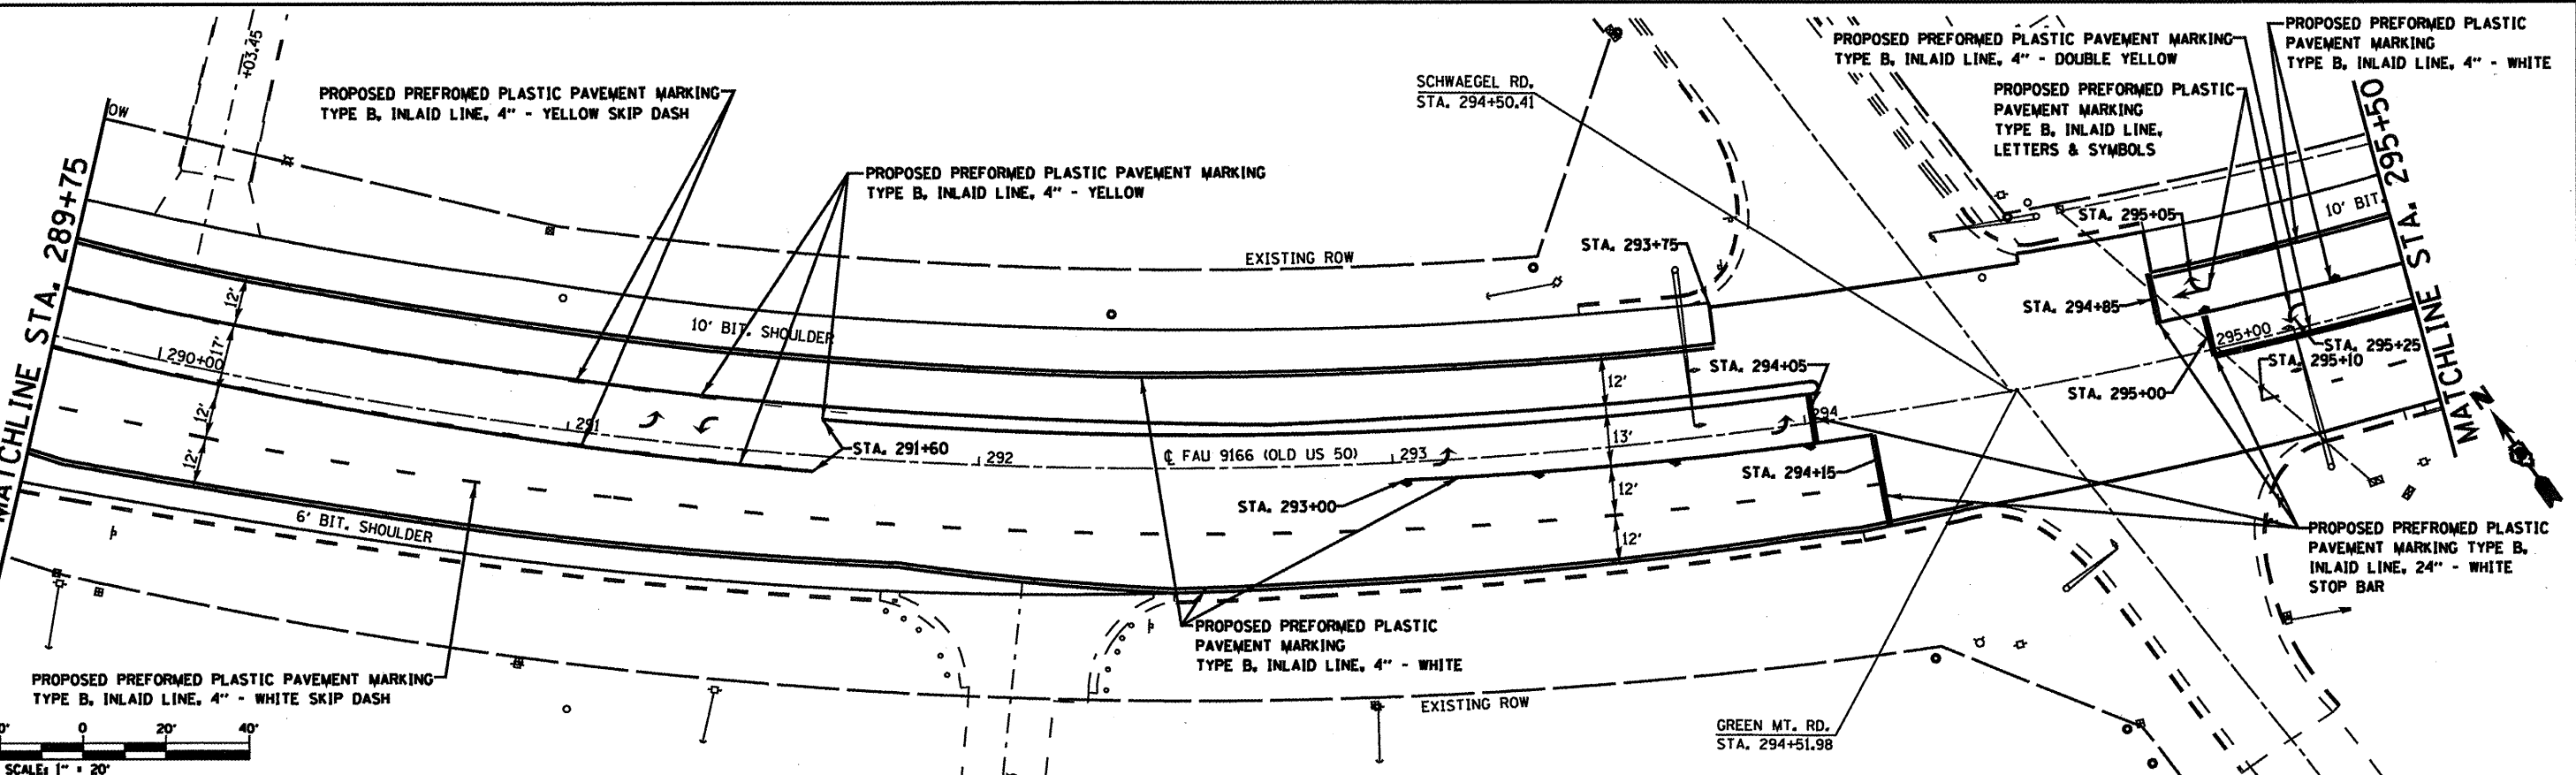 +03.45
PROPOSED PREFROMED PLASTIC PAVEMENT MARKING
TYPE B, INLAID LINE, 4" - YELLOW SKIP DASH
PROPOSED PREFORMED PLASTIC PAVEMENT MARKING
TYPE B, INLAID LINE, 4" - YELLOW
SCHWAEGEL RD.
STA. 294+50.41
PROPOSED PREFORMED PLASTIC PAVEMENT MARKING
TYPE B, INLAID LINE, 4" - DOUBLE YELLOW
PROPOSED PREFORMED PLASTIC
PAVEMENT MARKING
TYPE B, INLAID LINE, 4" - WHITE
PROPOSED PREFORMED PLASTIC
PAVEMENT MARKING
TYPE B, INLAID LINE,
LETTERS & SYMBOLS
OW
MATCHLINE STA. 289+75
MATCHLINE STA. 295+50
EXISTING ROW
STA. 293+75
STA. 295+05
10' BIT.
STA. 294+85
12'
17'
12'
12'
290+00
10' BIT. SHOULDER
291
STA. 291+60
292
℄ FAU 9166 (OLD US 50)
293
STA. 293+00
12'
13'
12'
12'
STA. 294+05
294
STA. 294+15
295+00
STA. 295+25
STA. 295+10
STA. 295+00
N
6' BIT. SHOULDER
PROPOSED PREFROMED PLASTIC
PAVEMENT MARKING TYPE B,
INLAID LINE, 24" - WHITE
STOP BAR
PROPOSED PREFORMED PLASTIC
PAVEMENT MARKING
TYPE B, INLAID LINE, 4" - WHITE
PROPOSED PREFORMED PLASTIC PAVEMENT MARKING
TYPE B, INLAID LINE, 4" - WHITE SKIP DASH
EXISTING ROW
GREEN MT. RD.
STA. 294+51.98
0' 0 20' 40'
SCALE: 1" = 20'